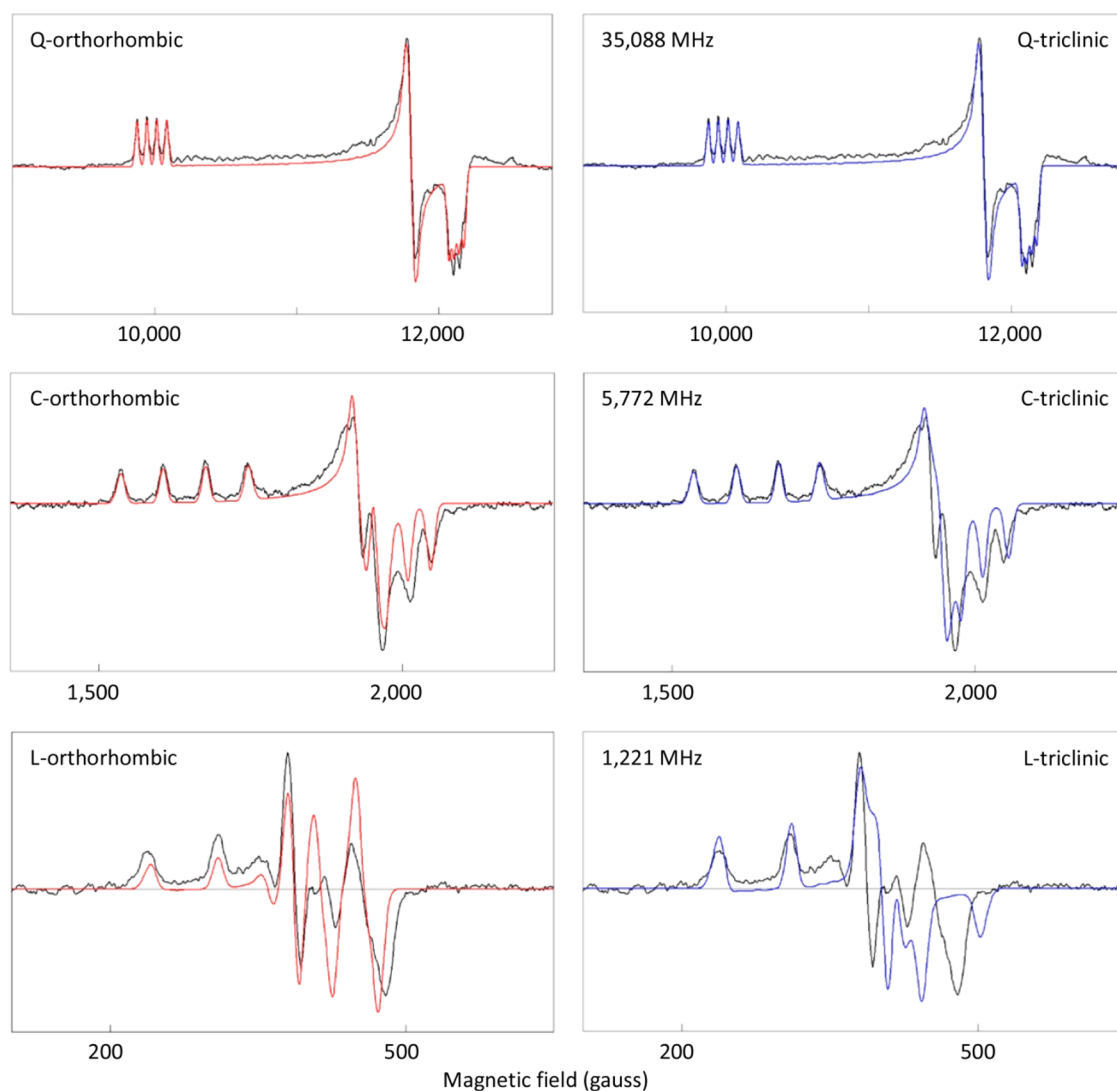 Q-orthorhombic
35,088 MHz
Q-triclinic
10,000
12,000
10,000
12,000
C-orthorhombic
5,772 MHz
C-triclinic
1,500
2,000
1,500
2,000
L-orthorhombic
1,221 MHz
L-triclinic
200
500
200
500
Magnetic field (gauss)